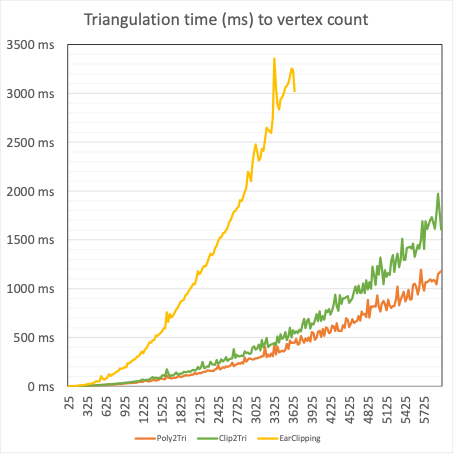 Triangulation time (ms) to vertex count
3500 ms
3000 ms
2500 ms
2000 ms
1500 ms
1000 ms
500 ms
0 ms
25 325 625 925 1225 1525 1825 2125 2425 2725 3025 3325 3625 3925 4225 4525 4825 5125 5425 5725
Poly2Tri Clip2Tri EarClipping